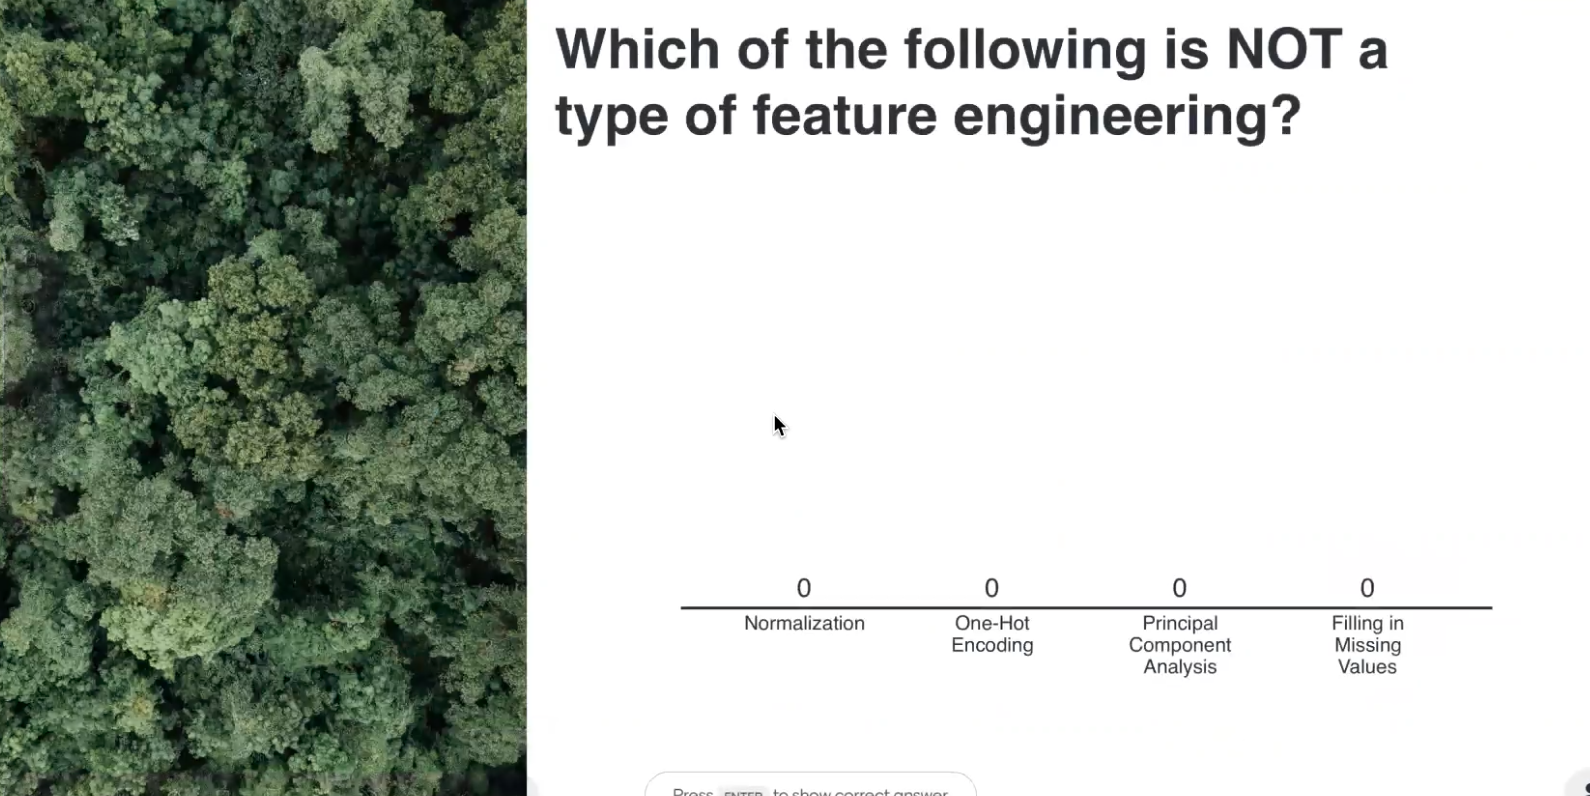 Which of the following is NOT a
type of feature engineering?
0
0
0
0
Normalization
One-Hot
Encoding
Principal
Component
Analysis
Filling in
Missing
Values
Press ENTER to show correct answer